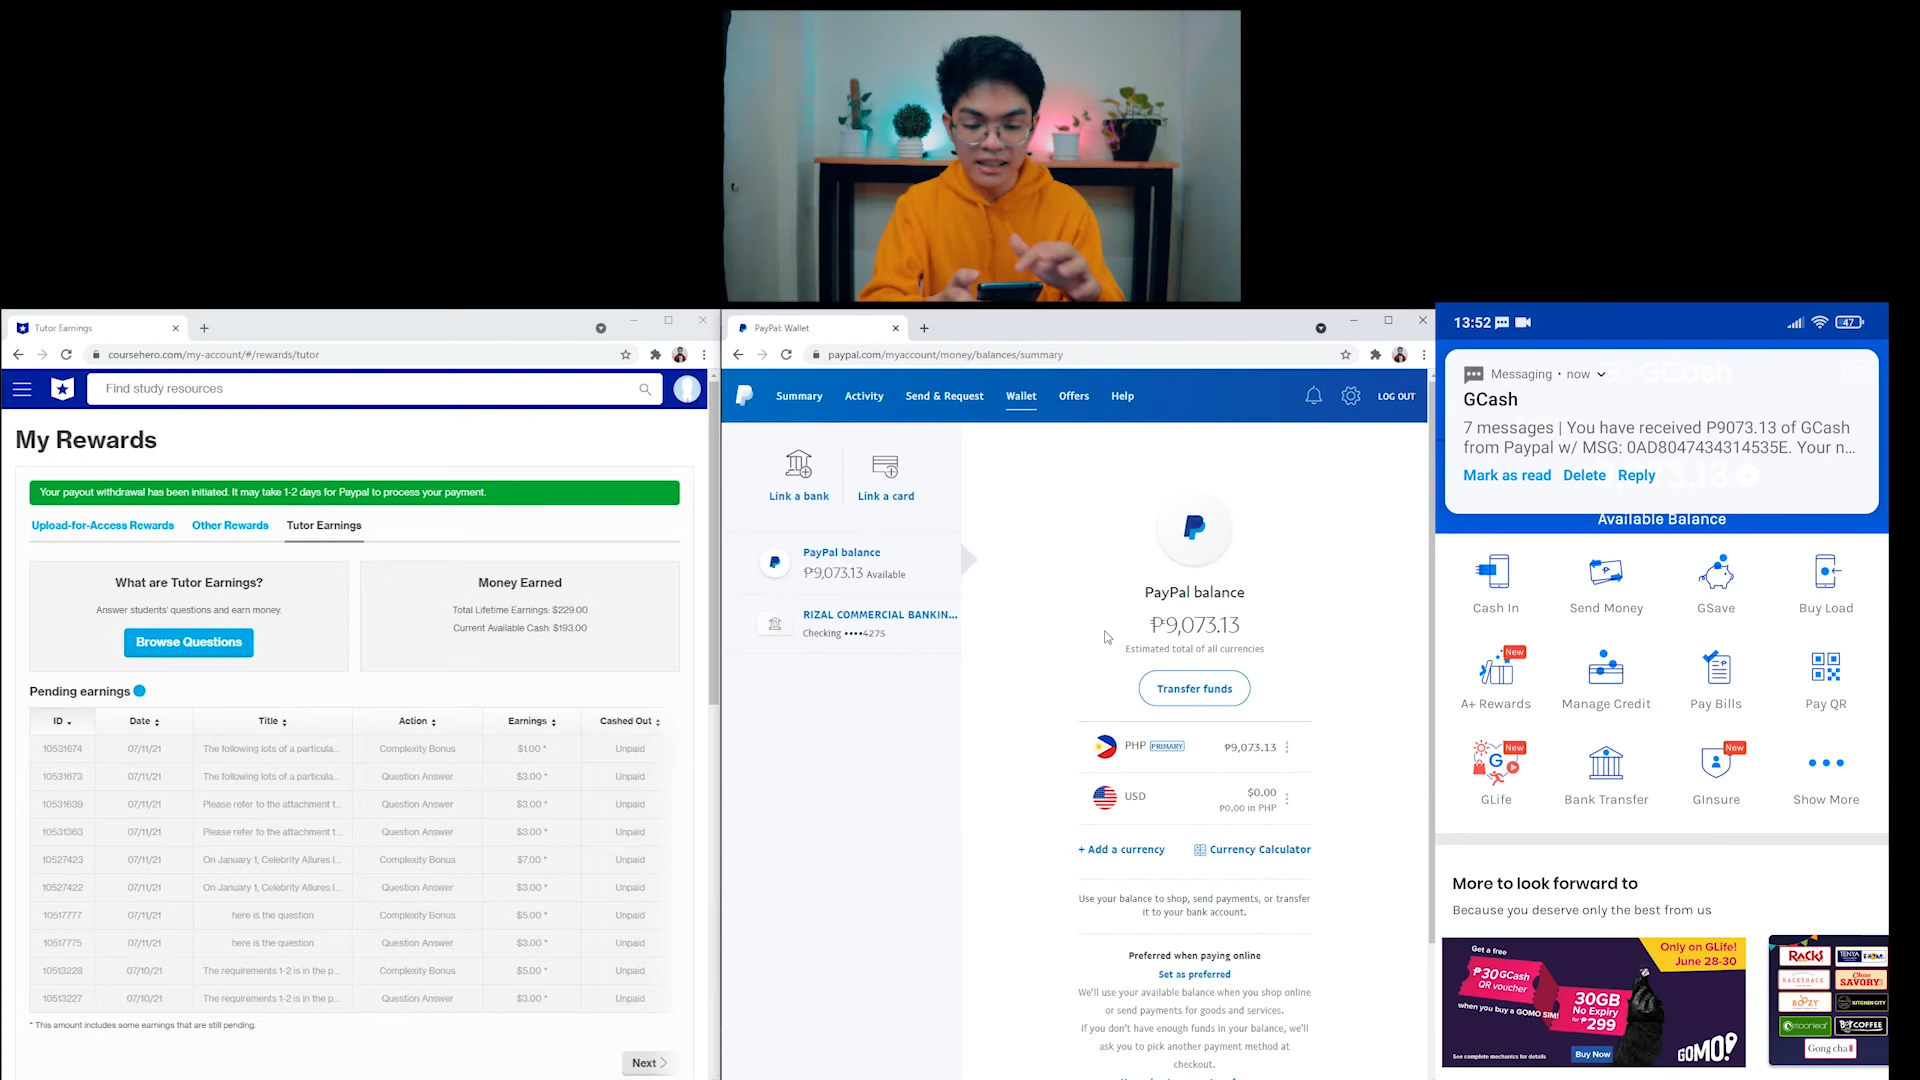 Tutor Earnings
coursehero.com/my-account/#/rewards/tutor
Find study resources
My Rewards
Your payout withdrawal has been initiated. It may take 1-2 days for Paypal to process your payment.
Upload-for-Access Rewards
Other Rewards
Tutor Earnings
What are Tutor Earnings?
Answer students' questions and earn money.
Browse Questions
Money Earned
Total Lifetime Earnings: $229.00
Current Available Cash: $193.00
Pending earnings
ID Date Title Action Earnings Cashed Out
10531674 07/11/21 The following lots of a particula... Complexity Bonus $1.00 * Unpaid
10531673 07/11/21 The following lots of a particula... Question Answer $3.00 * Unpaid
10531639 07/11/21 Please refer to the attachment t... Question Answer $3.00 * Unpaid
10531363 07/11/21 Please refer to the attachment t... Question Answer $3.00 * Unpaid
10527423 07/11/21 On January 1, Celebrity Allures l... Complexity Bonus $7.00 * Unpaid
10527422 07/11/21 On January 1, Celebrity Allures l... Question Answer $3.00 * Unpaid
10517777 07/11/21 here is the question Complexity Bonus $5.00 * Unpaid
10517775 07/11/21 here is the question Question Answer $3.00 * Unpaid
10513228 07/10/21 The requirements 1-2 is in the p... Complexity Bonus $5.00 * Unpaid
10513227 07/10/21 The requirements 1-2 is in the p... Question Answer $3.00 * Unpaid
* This amount includes some earnings that are still pending.
Next
PayPal: Wallet
paypal.com/myaccount/money/balances/summary
Summary Activity Send & Request Wallet Offers Help LOG OUT
Link a bank
Link a card
PayPal balance
₱9,073.13 Available
RIZAL COMMERCIAL BANKIN...
Checking ••••4275
PayPal balance
₱9,073.13
Estimated total of all currencies
Transfer funds
PHP PRIMARY ₱9,073.13
USD $0.00
₱0.00 in PHP
+ Add a currency
Currency Calculator
Use your balance to shop, send payments, or transfer
it to your bank account.
Preferred when paying online
Set as preferred
We'll use your available balance when you shop online
or send payments for goods and services.
If you don't have enough funds in your balance, we'll
ask you to pick another payment method at
checkout.
13:52
47
Messaging • now
GCash
7 messages | You have received P9073.13 of GCash
from Paypal w/ MSG: 0AD8047434314535E. Your n...
Mark as read Delete Reply
Available Balance
Cash In
Send Money
GSave
Buy Load
New
A+ Rewards
Manage Credit
Pay Bills
Pay QR
New
GLife
Bank Transfer
New
GInsure
Show More
More to look forward to
Because you deserve only the best from us
Get a free
₱30 GCash
QR voucher
when you buy a GOMO SIM!
30GB
No Expiry
for ₱299
Only on GLife!
June 28-30
See complete mechanics for details
Buy Now
GOMO!
RACKS
RACKSHACK
SAVORY
BOOZY
KITCHEN CITY
moonleaf
BO'S COFFEE
Gong cha